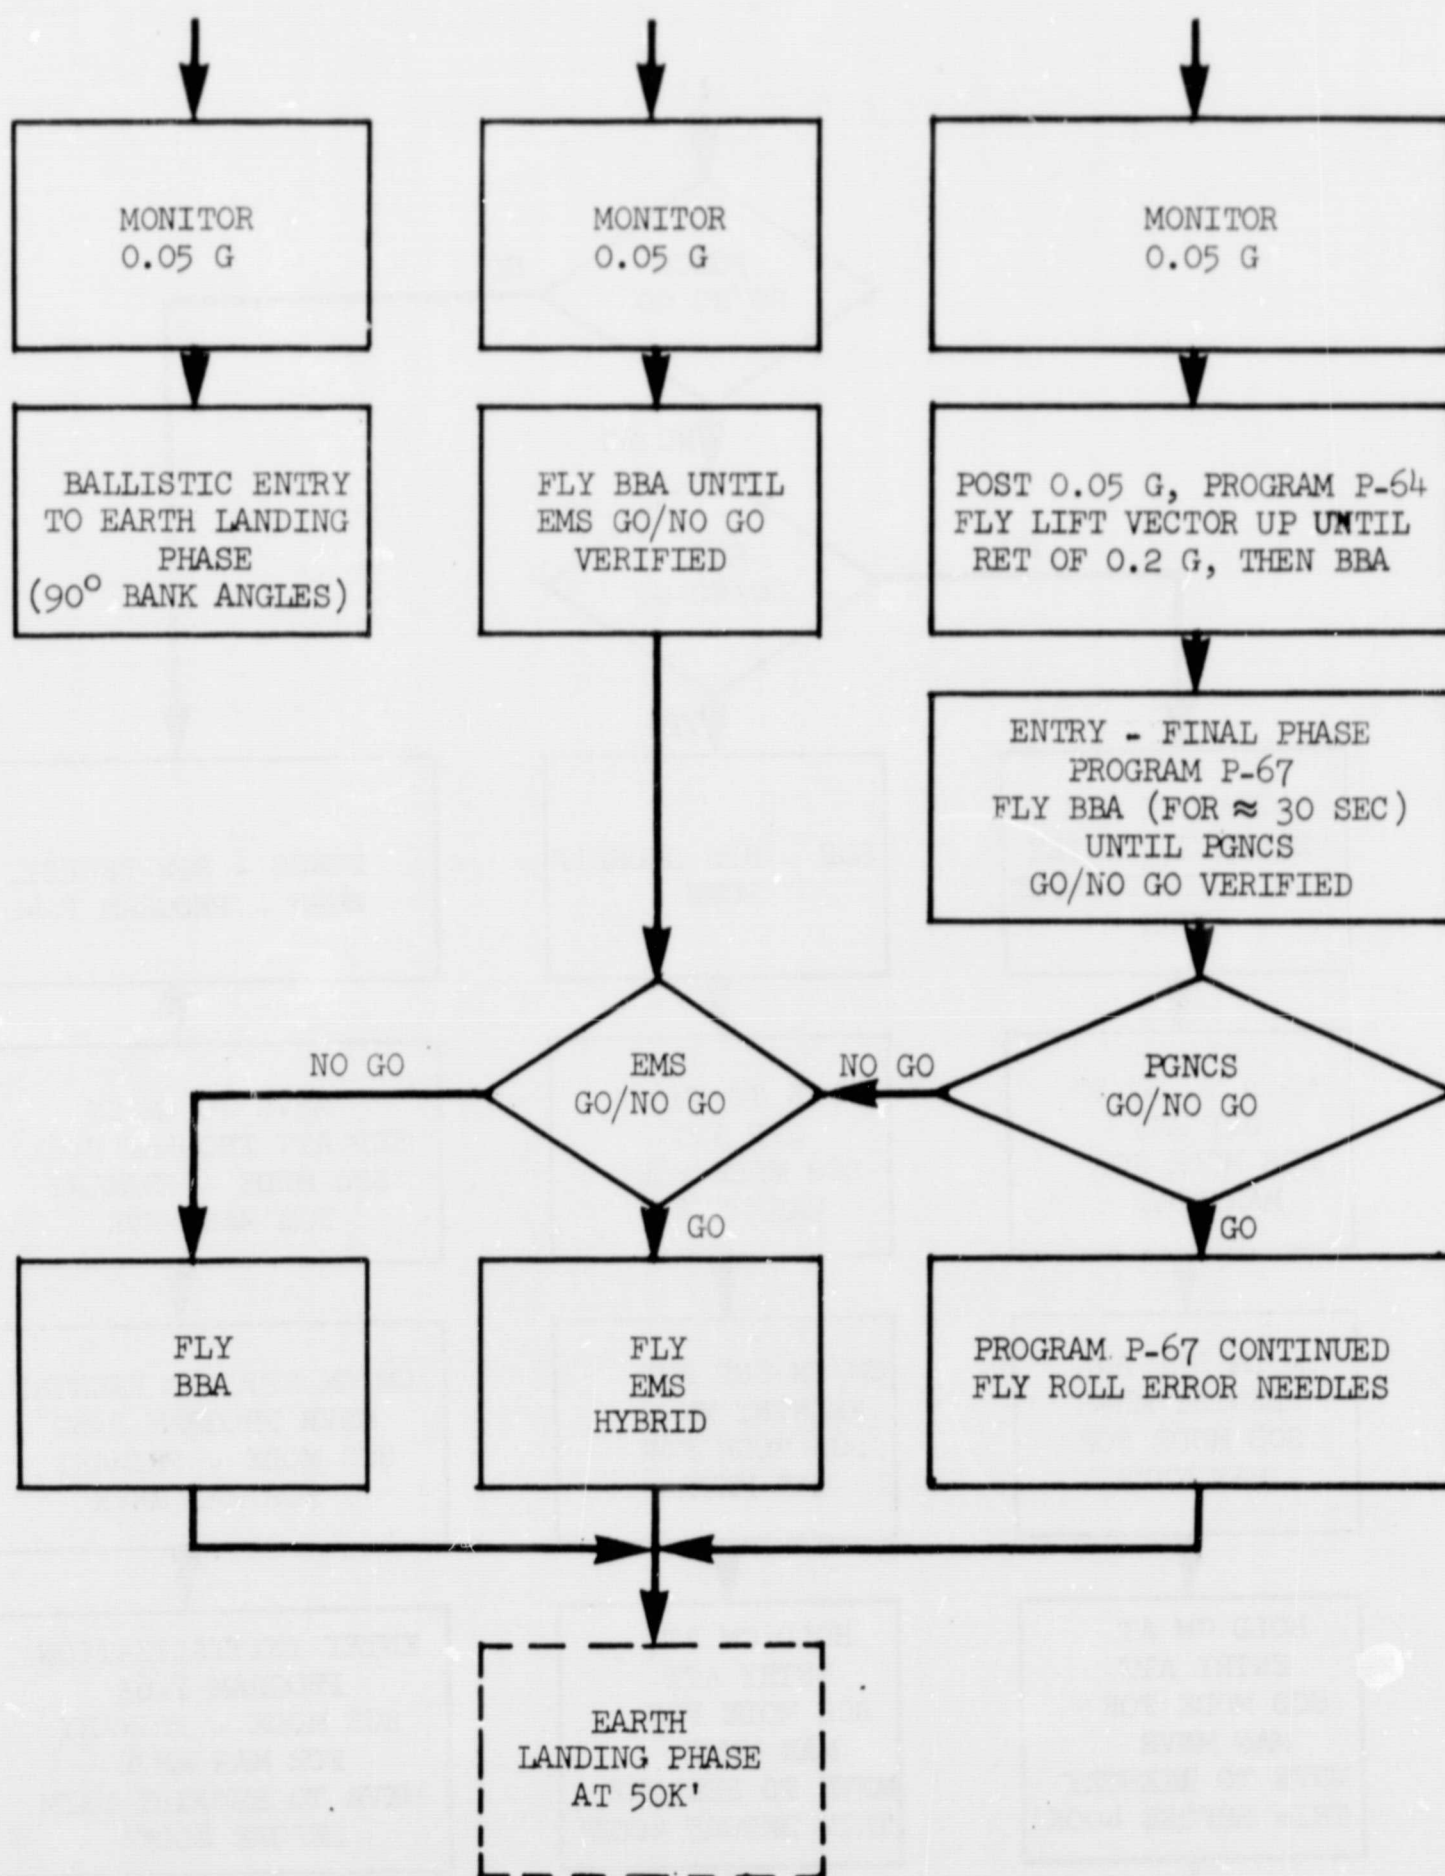 MONITOR
0.05 G
MONITOR
0.05 G
MONITOR
0.05 G
BALLISTIC ENTRY
TO EARTH LANDING
PHASE
(90° BANK ANGLES)
FLY BBA UNTIL
EMS GO/NO GO
VERIFIED
POST 0.05 G, PROGRAM P-64
FLY LIFT VECTOR UP UNTIL
RET OF 0.2 G, THEN BBA
ENTRY - FINAL PHASE
PROGRAM P-67
FLY BBA (FOR ≈ 30 SEC)
UNTIL PGNCS
GO/NO GO VERIFIED
NO GO
EMS
GO/NO GO
NO GO
PGNCS
GO/NO GO
GO
GO
FLY
BBA
FLY
EMS
HYBRID
PROGRAM P-67 CONTINUED
FLY ROLL ERROR NEEDLES
EARTH
LANDING PHASE
AT 50K'